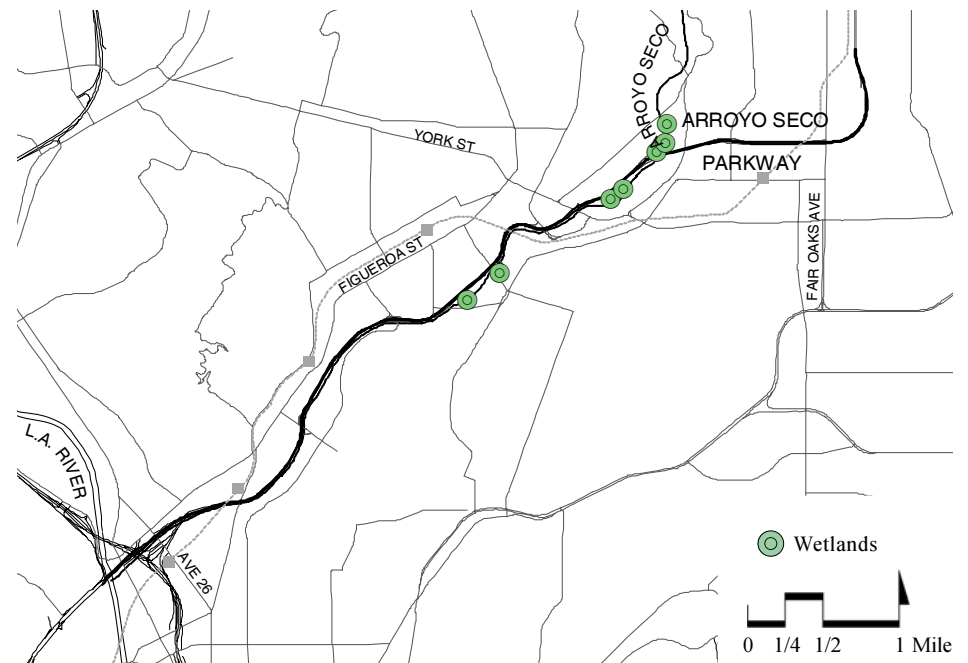 ARROYO SECO
ARROYO SECO
PARKWAY
YORK ST
FIGUEROA ST
FAIR OAKS AVE
L.A. RIVER
AVE 26
Wetlands
0 1/4 1/2 1 Mile